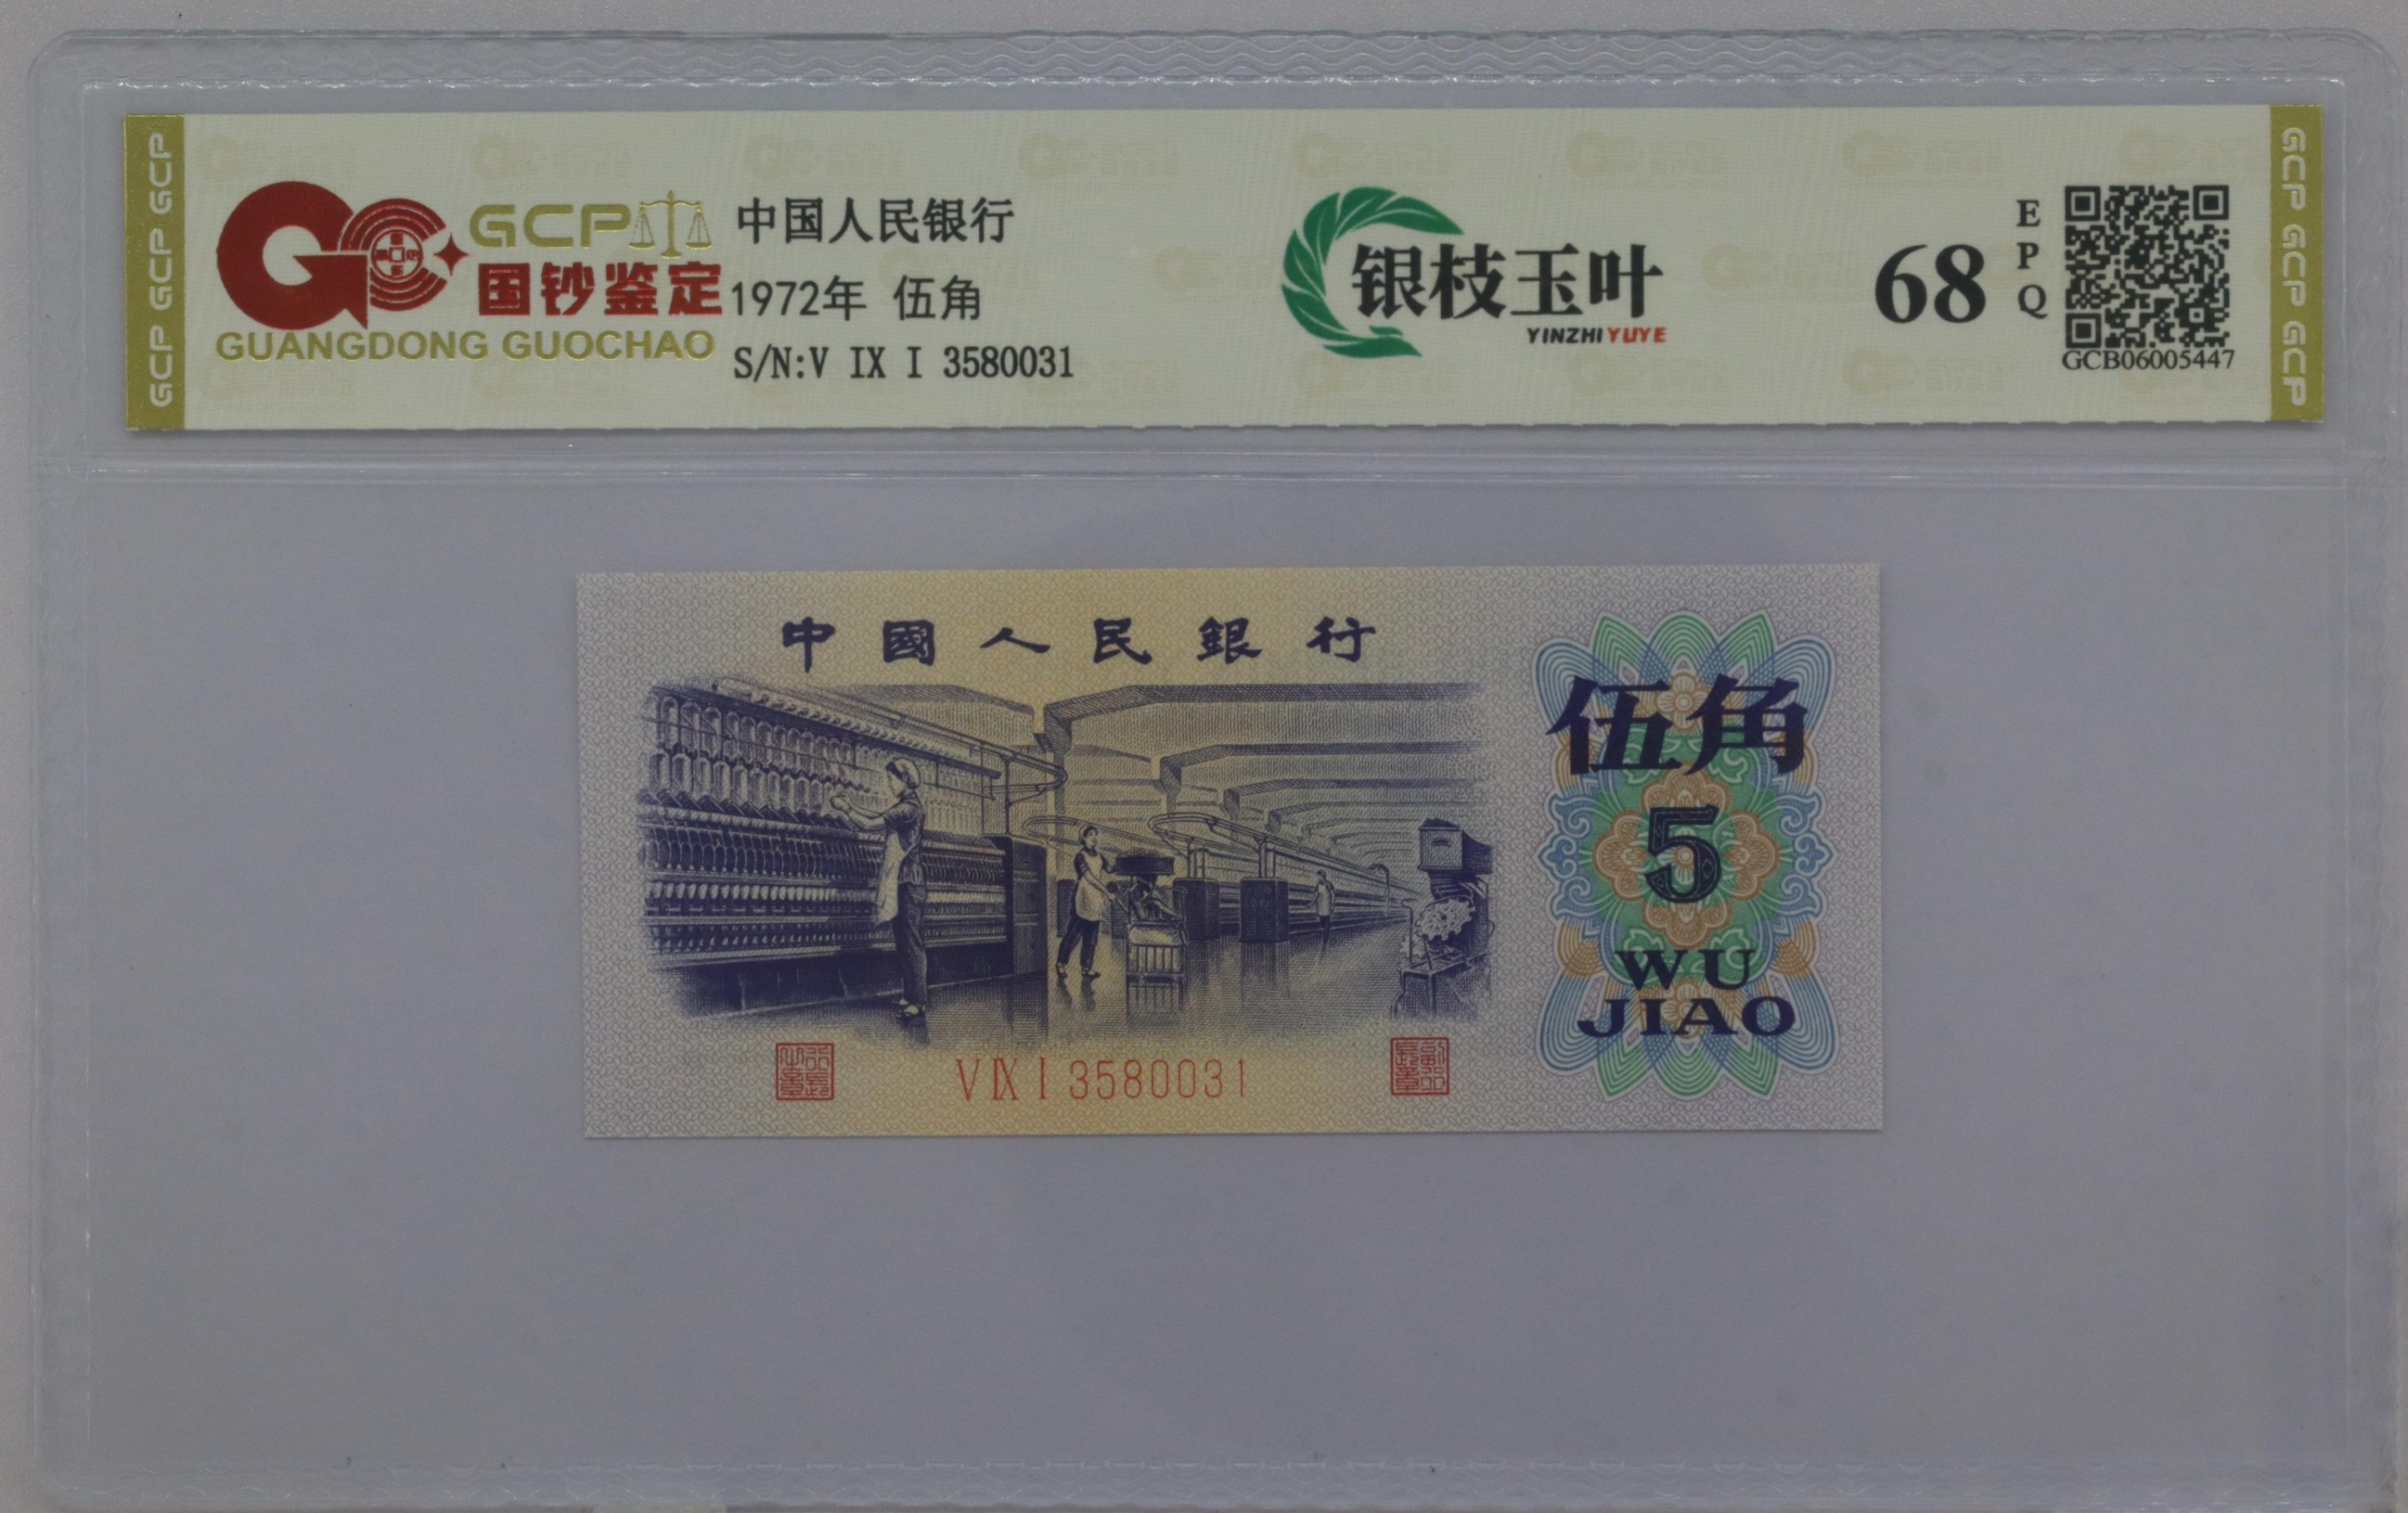 GCP GCP GCP
GCP
国钞鉴定
GUANGDONG GUOCHAO
中国人民银行
1972年 伍角
S/N:V IX I 3580031
银枝玉叶
YINZHI YUYE
68
E
P
Q
GCB06005447
GCP GCP GCP
中國人民銀行
伍角
5
WU
JIAO
V IX I 3580031